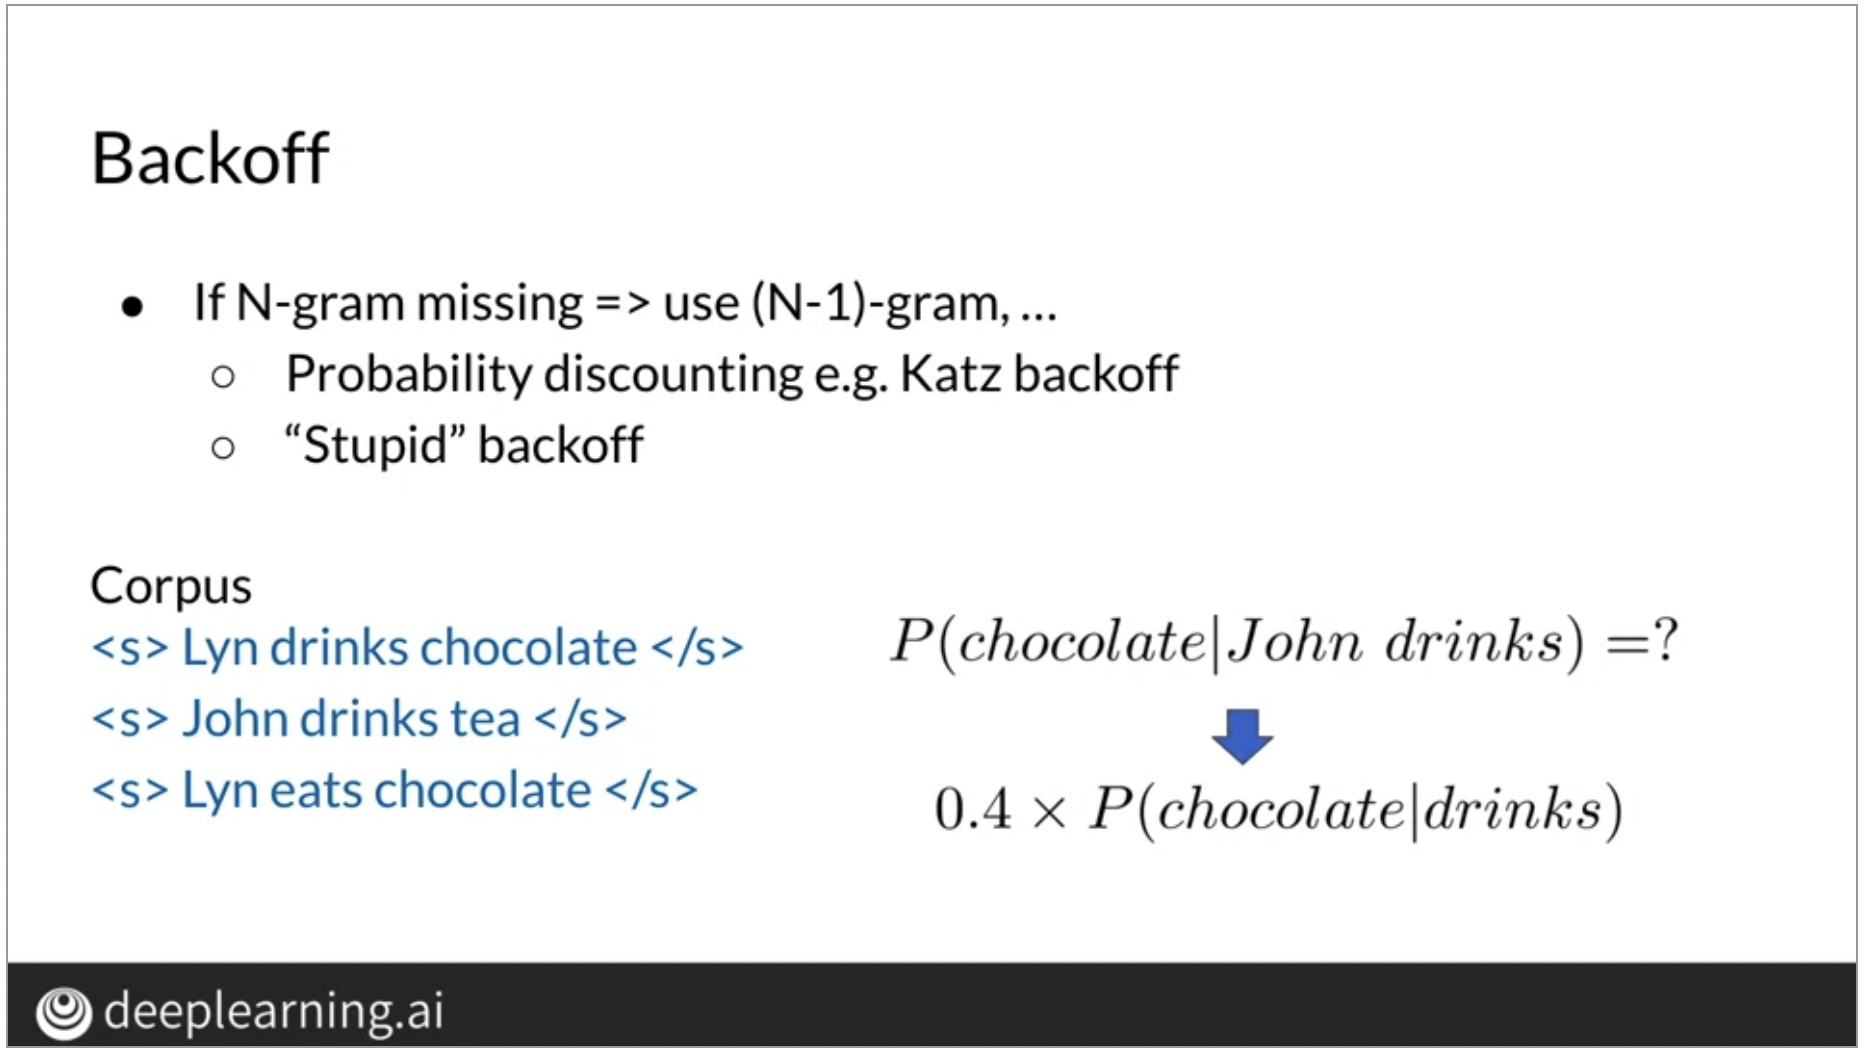 Backoff
● If N-gram missing => use (N-1)-gram, ...
○ Probability discounting e.g. Katz backoff
○ “Stupid” backoff
Corpus
<s> Lyn drinks chocolate </s>
<s> John drinks tea </s>
<s> Lyn eats chocolate </s>
P(chocolate|John drinks) =?
0.4 × P(chocolate|drinks)
deeplearning.ai